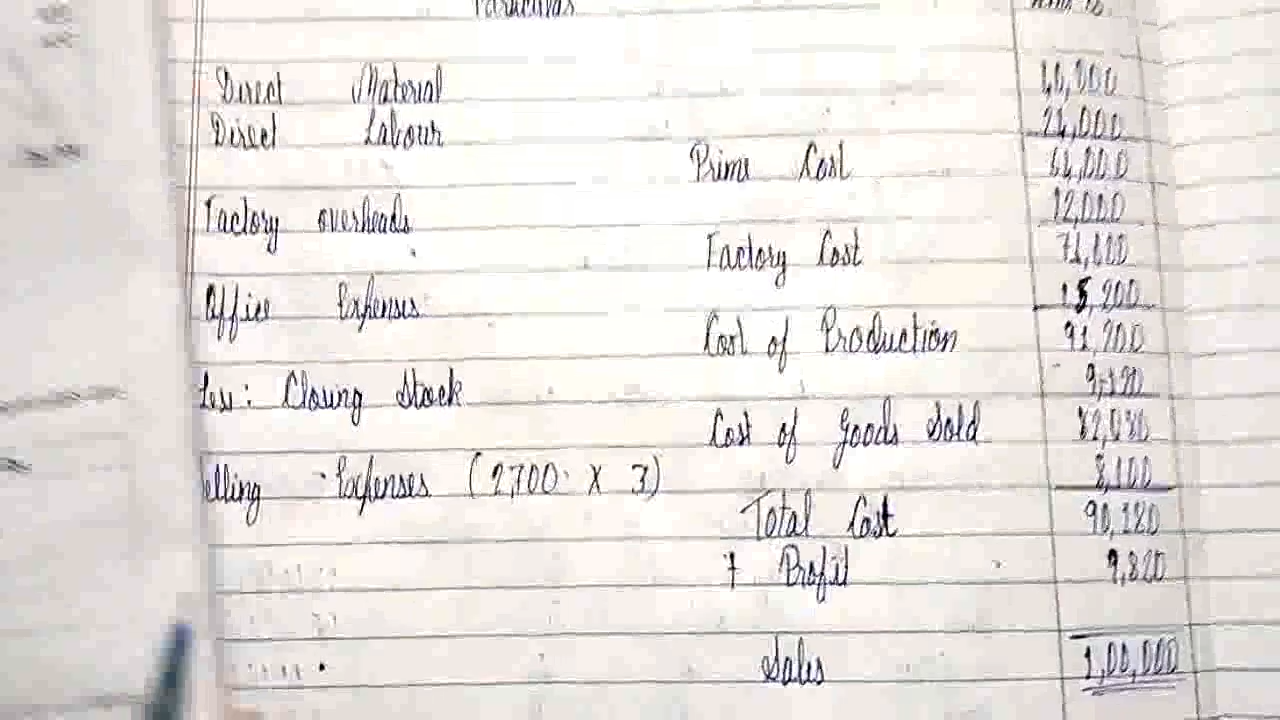 Particulars
Direct Material 40,000
Direct Labour 24,000
Prime Cost 64,000
Factory overheads 12,000
Factory Cost 76,000
Office Expenses 15,200
Cost of Production 91,200
Less: Closing Stock 9,120
Cost of Goods Sold 82,080
elling Expenses (2,700 X 3) 8,100
Total Cost 90,180
+ Profit 9,820
Sales 1,00,000